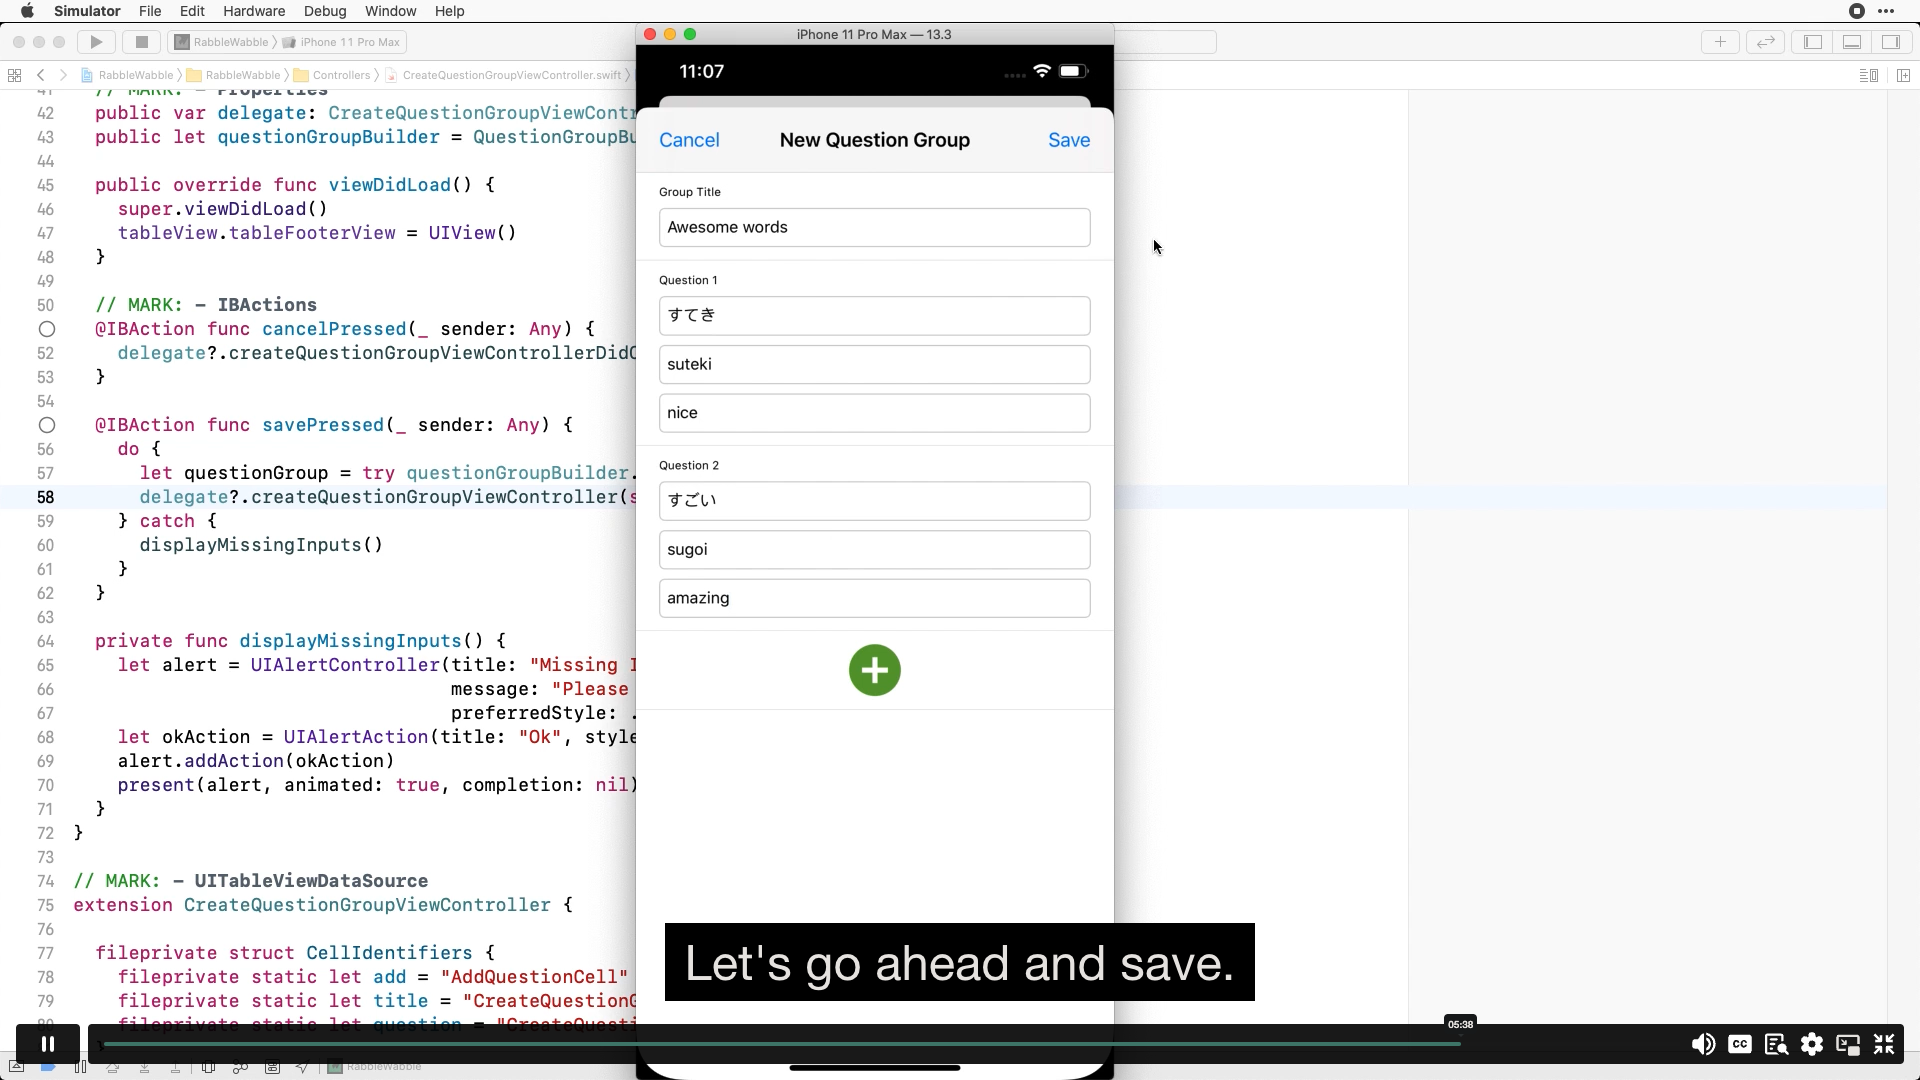 Simulator File Edit Hardware Debug Window Help
RabbleWabble 〉 iPhone 11 Pro Max
iPhone 11 Pro Max — 13.3
RabbleWabble 〉 RabbleWabble 〉 Controllers 〉 CreateQuestionGroupViewController.swift 〉
41 // MARK: - Properties
42 public var delegate: CreateQuestionGroupViewContr
43 public let questionGroupBuilder = QuestionGroupBu
44
45 public override func viewDidLoad() {
46 super.viewDidLoad()
47 tableView.tableFooterView = UIView()
48 }
49
50 // MARK: - IBActions
@IBAction func cancelPressed(_ sender: Any) {
52 delegate?.createQuestionGroupViewControllerDidC
53 }
54
@IBAction func savePressed(_ sender: Any) {
56 do {
57 let questionGroup = try questionGroupBuilder.
58 delegate?.createQuestionGroupViewController(s
59 } catch {
60 displayMissingInputs()
61 }
62 }
63
64 private func displayMissingInputs() {
65 let alert = UIAlertController(title: "Missing I
66 message: "Please
67 preferredStyle: .
68 let okAction = UIAlertAction(title: "Ok", style
69 alert.addAction(okAction)
70 present(alert, animated: true, completion: nil)
71 }
72 }
73
74 // MARK: - UITableViewDataSource
75 extension CreateQuestionGroupViewController {
76
77 fileprivate struct CellIdentifiers {
78 fileprivate static let add = "AddQuestionCell"
79 fileprivate static let title = "CreateQuestionG
80 fileprivate static let question = "CreateQuesti
}
11:07
Cancel New Question Group Save
Group Title
Awesome words
Question 1
すてき
suteki
nice
Question 2
すごい
sugoi
amazing
Let's go ahead and save.
05:38
CC
RabbleWabble